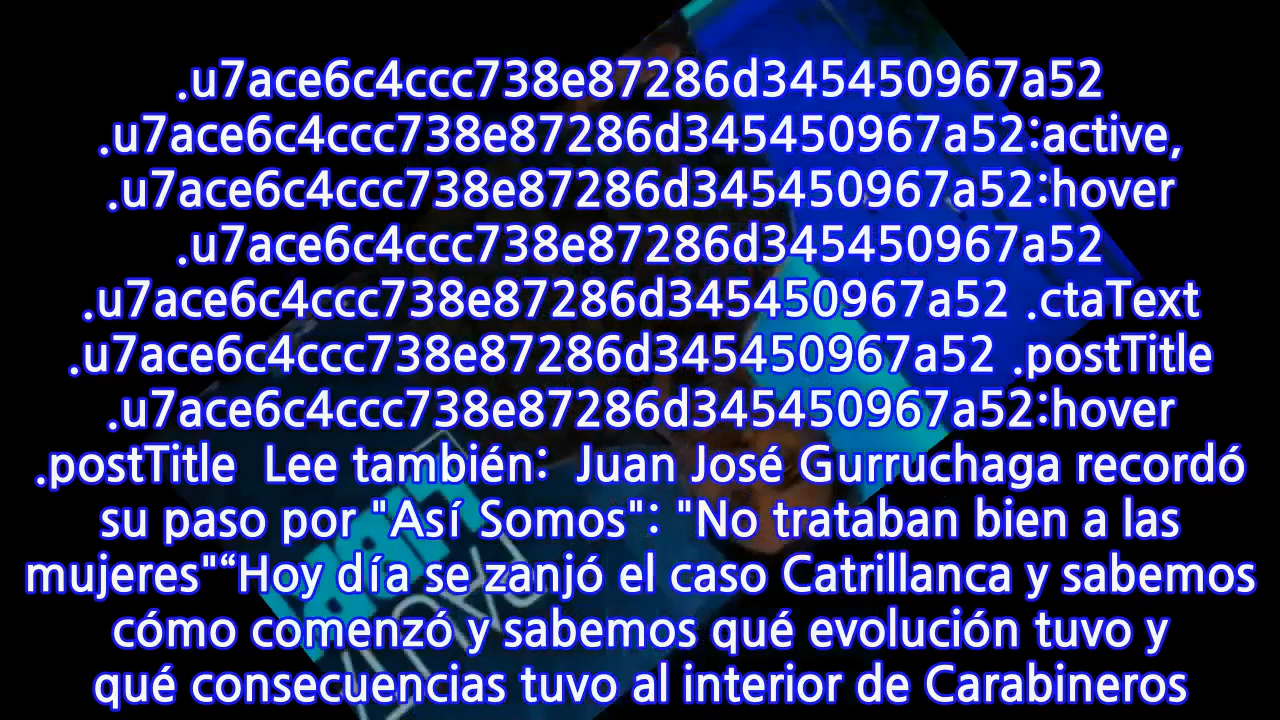 .u7ace6c4ccc738e87286d345450967a52
.u7ace6c4ccc738e87286d345450967a52:active,
.u7ace6c4ccc738e87286d345450967a52:hover
.u7ace6c4ccc738e87286d345450967a52
.u7ace6c4ccc738e87286d345450967a52 .ctaText
.u7ace6c4ccc738e87286d345450967a52 .postTitle
.u7ace6c4ccc738e87286d345450967a52:hover
.postTitle  Lee también:  Juan José Gurruchaga recordó
su paso por "Así Somos": "No trataban bien a las
mujeres"“Hoy día se zanjó el caso Catrillanca y sabemos
cómo comenzó y sabemos qué evolución tuvo y
qué consecuencias tuvo al interior de Carabineros